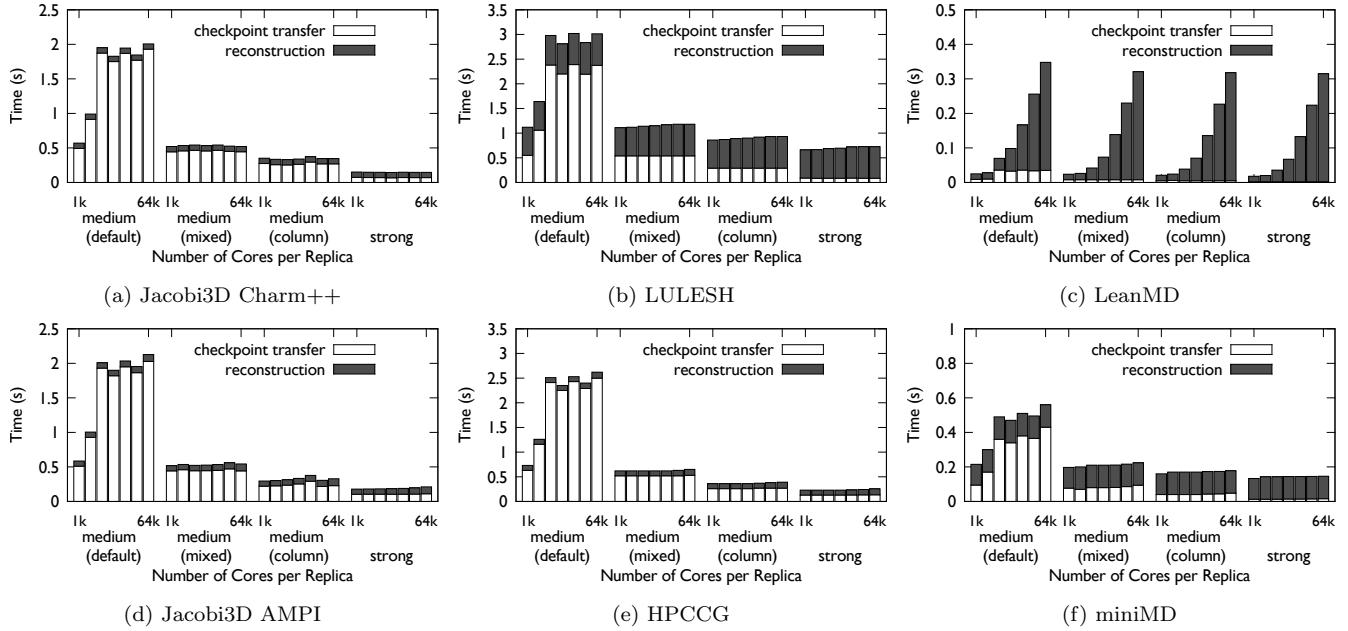 2.5
2
1.5
1
0.5
0
Time (s)
checkpoint transfer
reconstruction
1k 64k 1k 64k 1k 64k 1k 64k
medium medium medium
(default) (mixed) (column) strong
Number of Cores per Replica
(a) Jacobi3D Charm++
3.5
3
2.5
2
1.5
1
0.5
0
Time (s)
checkpoint transfer
reconstruction
1k 64k 1k 64k 1k 64k 1k 64k
medium medium medium
(default) (mixed) (column) strong
Number of Cores per Replica
(b) LULESH
0.5
0.4
0.3
0.2
0.1
0
Time (s)
checkpoint transfer
reconstruction
1k 64k 1k 64k 1k 64k 1k 64k
medium medium medium
(default) (mixed) (column) strong
Number of Cores per Replica
(c) LeanMD
2.5
2
1.5
1
0.5
0
Time (s)
checkpoint transfer
reconstruction
1k 64k 1k 64k 1k 64k 1k 64k
medium medium medium
(default) (mixed) (column) strong
Number of Cores per Replica
(d) Jacobi3D AMPI
3.5
3
2.5
2
1.5
1
0.5
0
Time (s)
checkpoint transfer
reconstruction
1k 64k 1k 64k 1k 64k 1k 64k
medium medium medium
(default) (mixed) (column) strong
Number of Cores per Replica
(e) HPCCG
1
0.8
0.6
0.4
0.2
0
Time (s)
checkpoint transfer
reconstruction
1k 64k 1k 64k 1k 64k 1k 64k
medium medium medium
(default) (mixed) (column) strong
Number of Cores per Replica
(f) miniMD